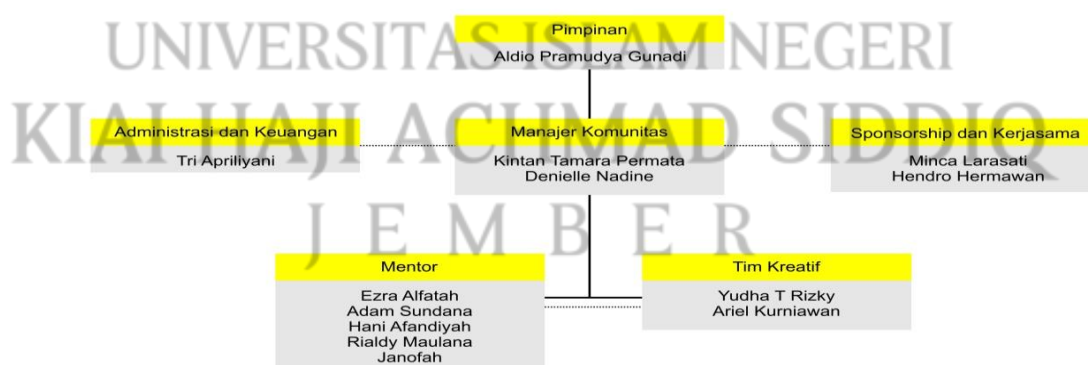 UNIVERSITAS ISLAM NEGERI
KIAI HAJI ACHMAD SIDDIQ
JEMBER
Pimpinan
Aldio Pramudya Gunadi
Administrasi dan Keuangan
Tri Apriliyani
Manajer Komunitas
Kintan Tamara Permata
Denielle Nadine
Sponsorship dan Kerjasama
Minca Larasati
Hendro Hermawan
Mentor
Ezra Alfatah
Adam Sundana
Hani Afandiyah
Rialdy Maulana
Janofah
Tim Kreatif
Yudha T Rizky
Ariel Kurniawan